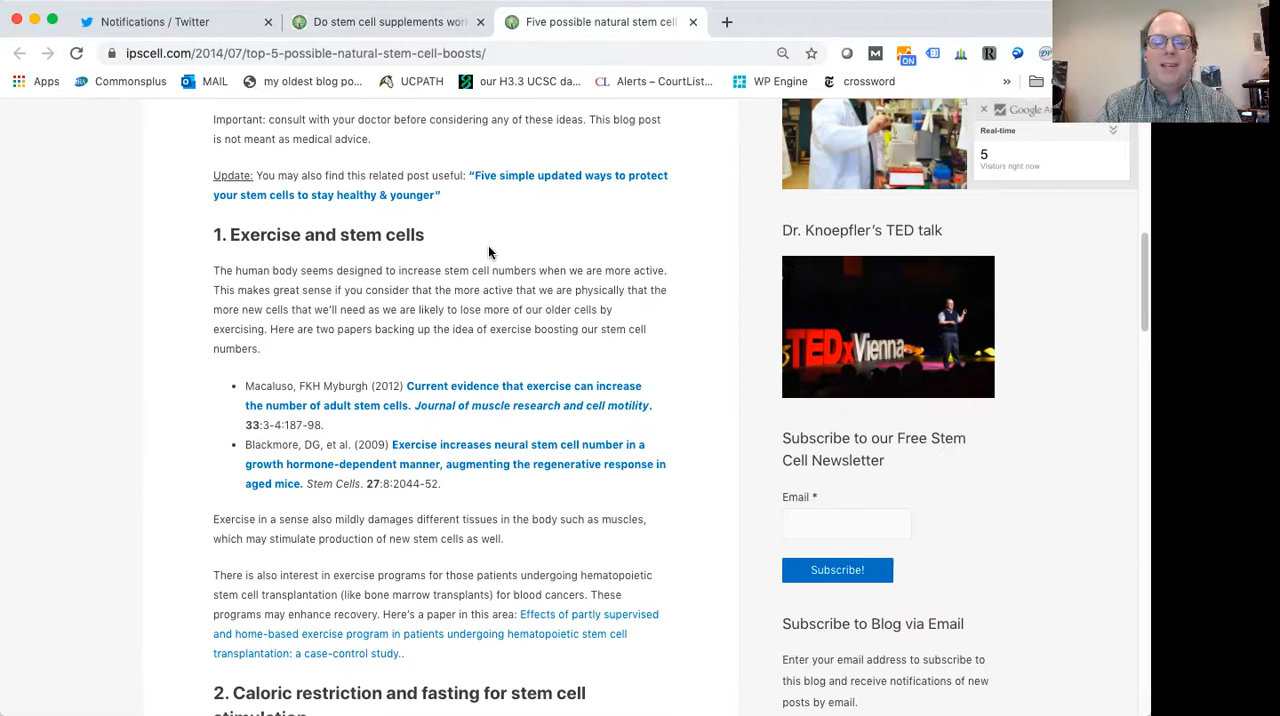 Notifications / Twitter
Do stem cell supplements wor
Five possible natural stem cel
ipscell.com/2014/07/top-5-possible-natural-stem-cell-boosts/
ON
Apps
Commonsplus
MAIL
my oldest blog po...
UCPATH
our H3.3 UCSC da...
CL Alerts – CourtList...
WP Engine
crossword
»
Important: consult with your doctor before considering any of these ideas. This blog post
is not meant as medical advice.
Update: You may also find this related post useful: “Five simple updated ways to protect
your stem cells to stay healthy & younger”
1. Exercise and stem cells
The human body seems designed to increase stem cell numbers when we are more active.
This makes great sense if you consider that the more active that we are physically that the
more new cells that we’ll need as we are likely to lose more of our older cells by
exercising. Here are two papers backing up the idea of exercise boosting our stem cell
numbers.
• Macaluso, FKH Myburgh (2012) Current evidence that exercise can increase
the number of adult stem cells. Journal of muscle research and cell motility.
33:3-4:187-98.
• Blackmore, DG, et al. (2009) Exercise increases neural stem cell number in a
growth hormone-dependent manner, augmenting the regenerative response in
aged mice. Stem Cells. 27:8:2044-52.
Exercise in a sense also mildly damages different tissues in the body such as muscles,
which may stimulate production of new stem cells as well.
There is also interest in exercise programs for those patients undergoing hematopoietic
stem cell transplantation (like bone marrow transplants) for blood cancers. These
programs may enhance recovery. Here’s a paper in this area: Effects of partly supervised
and home-based exercise program in patients undergoing hematopoietic stem cell
transplantation: a case-control study..
2. Caloric restriction and fasting for stem cell
stimulation
Google
Real-time
5
Visitors right now
Dr. Knoepfler’s TED talk
TEDxVienna
Subscribe to our Free Stem
Cell Newsletter
Email *
Subscribe!
Subscribe to Blog via Email
Enter your email address to subscribe to
this blog and receive notifications of new
posts by email.